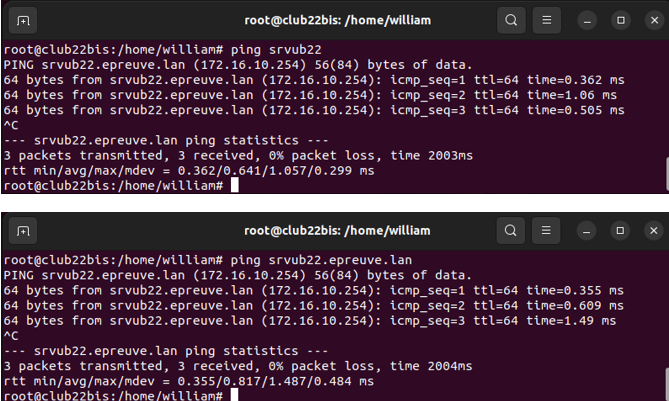 root@club22bis: /home/william
root@club22bis:/home/william# ping srvub22
PING srvub22.epreuve.lan (172.16.10.254) 56(84) bytes of data.
64 bytes from srvub22.epreuve.lan (172.16.10.254): icmp_seq=1 ttl=64 time=0.362 ms
64 bytes from srvub22.epreuve.lan (172.16.10.254): icmp_seq=2 ttl=64 time=1.06 ms
64 bytes from srvub22.epreuve.lan (172.16.10.254): icmp_seq=3 ttl=64 time=0.505 ms
^C
--- srvub22.epreuve.lan ping statistics ---
3 packets transmitted, 3 received, 0% packet loss, time 2003ms
rtt min/avg/max/mdev = 0.362/0.641/1.057/0.299 ms
root@club22bis:/home/william#
root@club22bis: /home/william
root@club22bis:/home/william# ping srvub22.epreuve.lan
PING srvub22.epreuve.lan (172.16.10.254) 56(84) bytes of data.
64 bytes from srvub22.epreuve.lan (172.16.10.254): icmp_seq=1 ttl=64 time=0.355 ms
64 bytes from srvub22.epreuve.lan (172.16.10.254): icmp_seq=2 ttl=64 time=0.609 ms
64 bytes from srvub22.epreuve.lan (172.16.10.254): icmp_seq=3 ttl=64 time=1.49 ms
^C
--- srvub22.epreuve.lan ping statistics ---
3 packets transmitted, 3 received, 0% packet loss, time 2004ms
rtt min/avg/max/mdev = 0.355/0.817/1.487/0.484 ms
root@club22bis:/home/william#